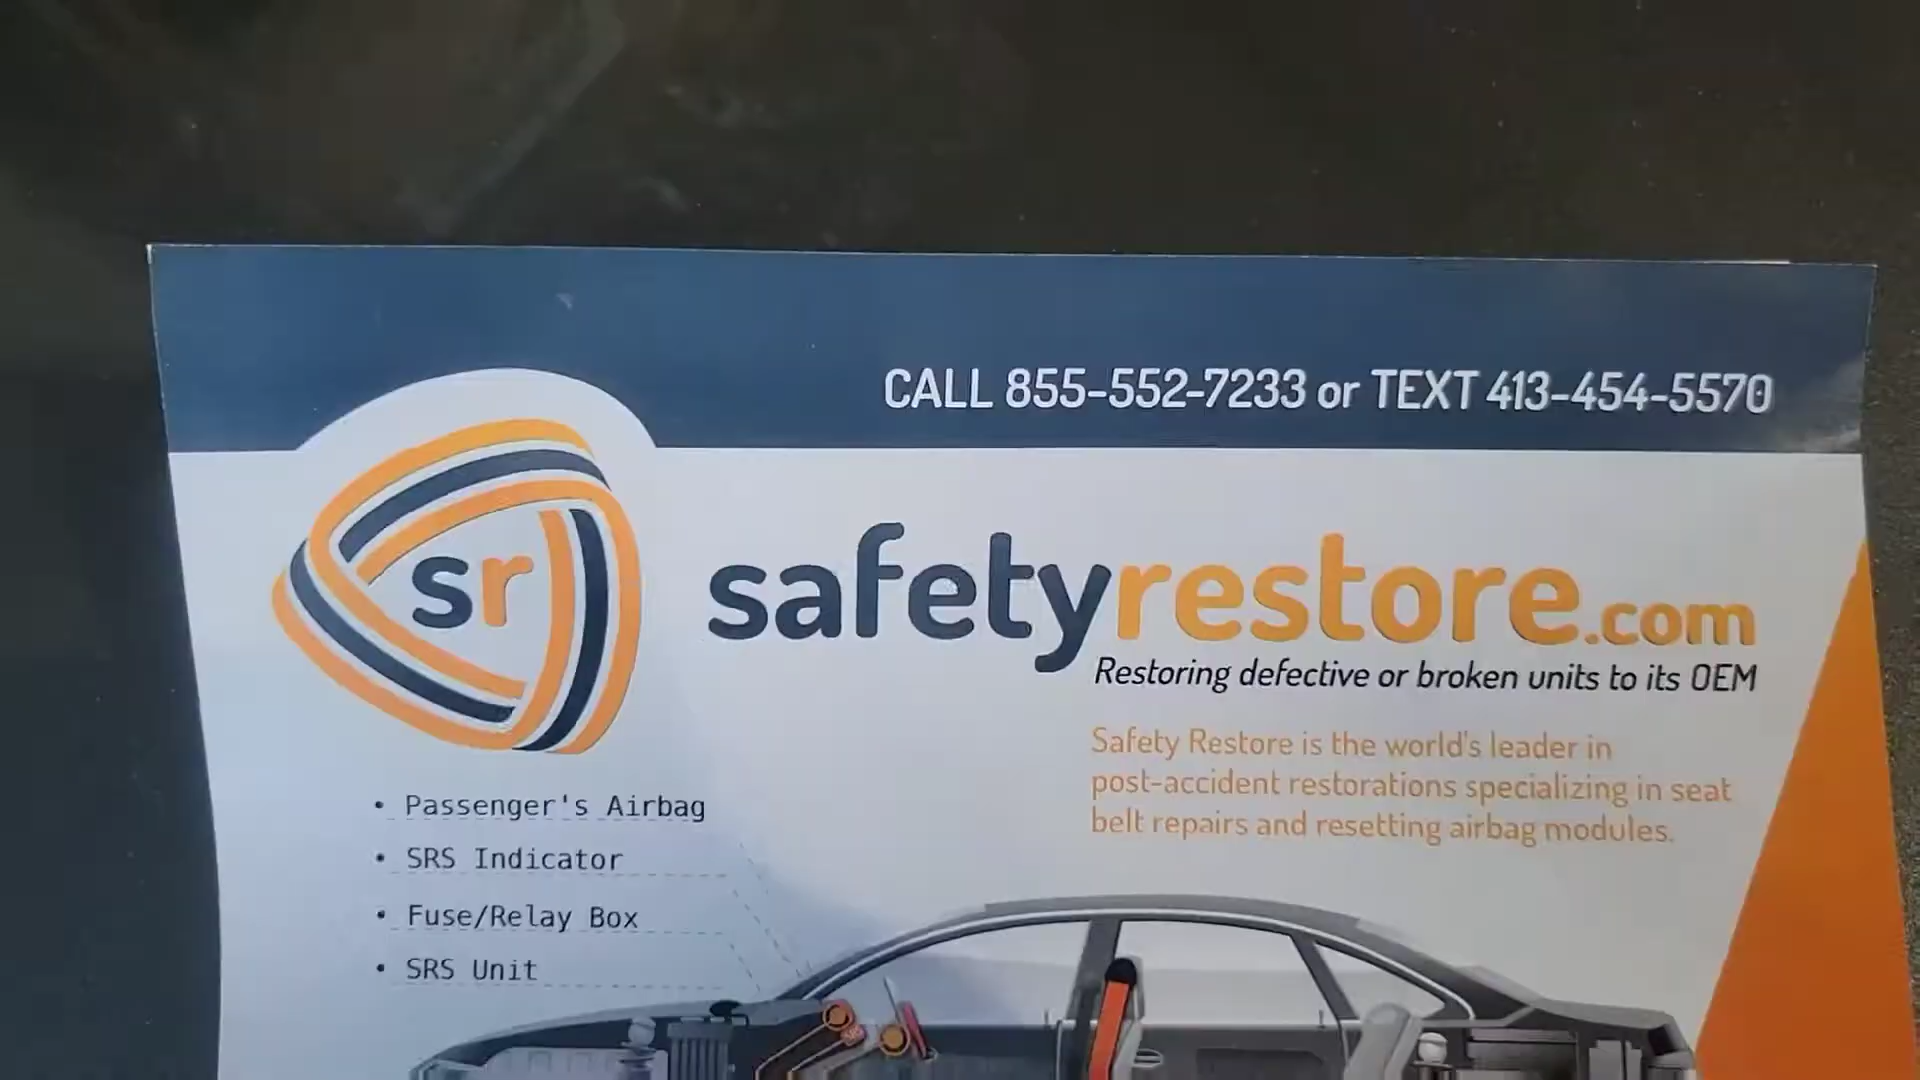 CALL 855-552-7233 or TEXT 413-454-5570
sr
safetyrestore.com
Restoring defective or broken units to its OEM
Safety Restore is the world's leader in
post-accident restorations specializing in seat
belt repairs and resetting airbag modules.
• Passenger's Airbag
• SRS Indicator
• Fuse/Relay Box
• SRS Unit